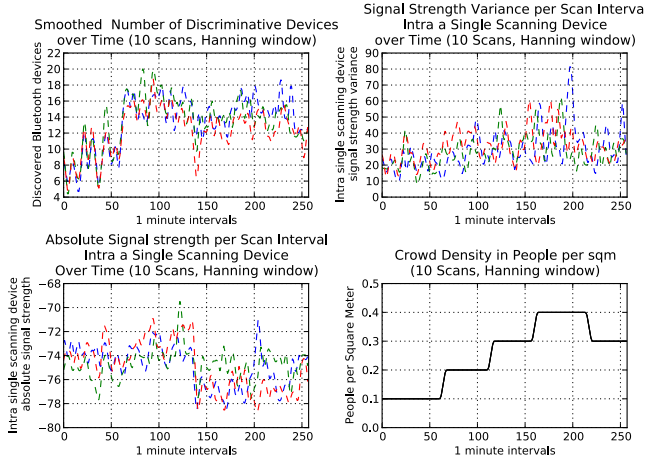 Smoothed  Number of Discriminative Devices
over Time (10 scans, Hanning window)
Discovered Bluetooth devices
22
20
18
16
14
12
10
8
6
4
0
50
100
150
200
250
1 minute intervals
Signal Strength Variance per Scan Interva
Intra a Single Scanning Device
over Time (10 Scans, Hanning window)
Intra single scanning device
signal strength variance
90
80
70
60
50
40
30
20
10
0
0
50
100
150
200
250
1 minute intervals
Absolute Signal strength per Scan Interval
Intra a Single Scanning Device
Over Time (10 Scans, Hanning window)
Intra single scanning device
absolute signal strength
−68
−70
−72
−74
−76
−78
−80
0
50
100
150
200
250
1 minute intervals
Crowd Density in People per sqm
(10 Scans, Hanning window)
People per Square Meter
0.5
0.4
0.3
0.2
0.1
0.0
0
50
100
150
200
250
1 minute intervals